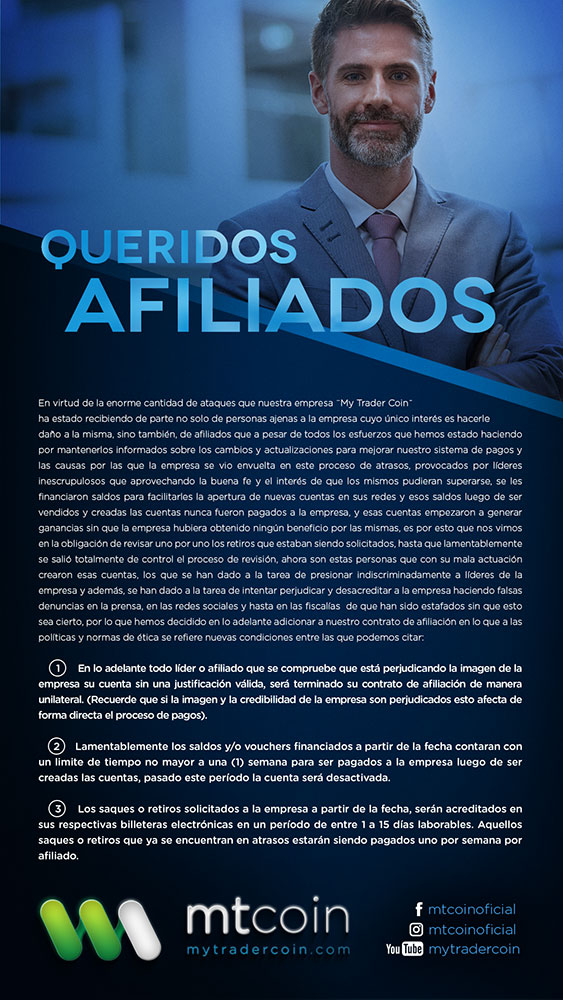 QUERIDOS
AFILIADOS
En virtud de la enorme cantidad de ataques que nuestra empresa ¨My Trader Coin¨
ha estado recibiendo de parte no solo de personas ajenas a la empresa cuyo único interés es hacerle
daño a la misma, sino también, de afiliados que a pesar de todos los esfuerzos que hemos estado haciendo
por mantenerlos informados sobre los cambios y actualizaciones para mejorar nuestro sistema de pagos y
las causas por las que la empresa se vio envuelta en este proceso de atrasos, provocados por líderes
inescrupulosos que aprovechando la buena fe y el interés de que los mismos pudieran superarse, se les
financiaron saldos para facilitarles la apertura de nuevas cuentas en sus redes y esos saldos luego de ser
vendidos y creadas las cuentas nunca fueron pagados a la empresa, y esas cuentas empezaron a generar
ganancias sin que la empresa hubiera obtenido ningún beneficio por las mismas, es por esto que nos vimos
en la obligación de revisar uno por uno los retiros que estaban siendo solicitados, hasta que lamentablemente
se salió totalmente de control el proceso de revisión, ahora son estas personas que con su mala actuación
crearon esas cuentas, los que se han dado a la tarea de presionar indiscriminadamente a líderes de la
empresa y además, se han dado a la tarea de intentar perjudicar y desacreditar a la empresa haciendo falsas
denuncias en la prensa, en las redes sociales y hasta en las fiscalías de que han sido estafados sin que esto
sea cierto, por lo que hemos decidido en lo adelante adicionar a nuestro contrato de afiliación en lo que a las
políticas y normas de ética se refiere nuevas condiciones entre las que podemos citar:
1 En lo adelante todo líder o afiliado que se compruebe que está perjudicando la imagen de la
empresa su cuenta sin una justificación válida, será terminado su contrato de afiliación de manera
unilateral. (Recuerde que si la imagen y la credibilidad de la empresa son perjudicados esto afecta de
forma directa el proceso de pagos).
2 Lamentablemente los saldos y/o vouchers financiados a partir de la fecha contaran con
un limite de tiempo no mayor a una (1) semana para ser pagados a la empresa luego de ser
creadas las cuentas, pasado este período la cuenta será desactivada.
3 Los saques o retiros solicitados a la empresa a partir de la fecha, serán acreditados en
sus respectivas billeteras electrónicas en un período de entre 1 a 15 días laborables. Aquellos
saques o retiros que ya se encuentran en atrasos estarán siendo pagados uno por semana por
afiliado.
mtcoin
mytradercoin.com
f mtcoinoficial
mtcoinoficial
You Tube mytradercoin